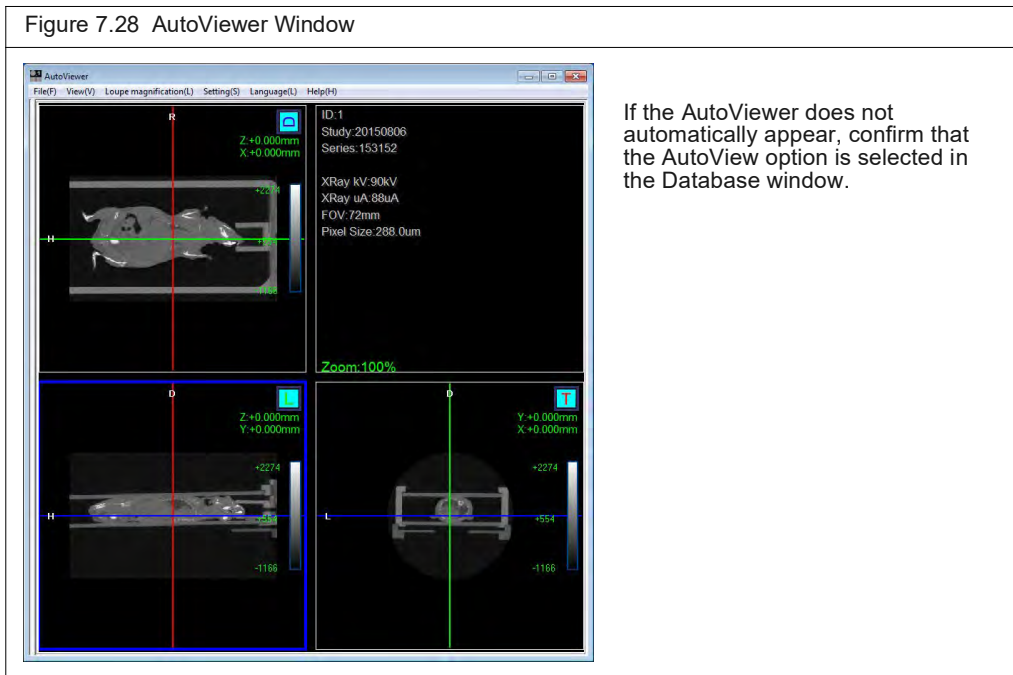 Figure 7.28 AutoViewer Window
AutoViewer
File(F) View(V) Loupe magnification(L) Setting(S) Language(L) Help(H)
R
D
Z:+0.000mm
X:+0.000mm
+2274
H
-1166
ID:1
Study:20150806
Series:153152
XRay kV:90kV
XRay uA:88uA
FOV:72mm
Pixel Size:288.0um
Zoom:100%
D
L
Z:+0.000mm
Y:+0.000mm
+2274
H
+554
-1166
D
T
Y:+0.000mm
X:+0.000mm
+2274
L
+554
-1166
If the AutoViewer does not
automatically appear, confirm that
the AutoView option is selected in
the Database window.